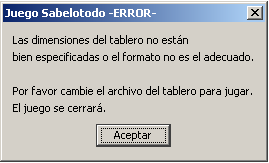 Juego Sabelotodo -ERROR-
Las dimensiones del tablero no están
bien especificadas o el formato no es el adecuado.
Por favor cambie el archivo del tablero para jugar.
El juego se cerrará.
Aceptar